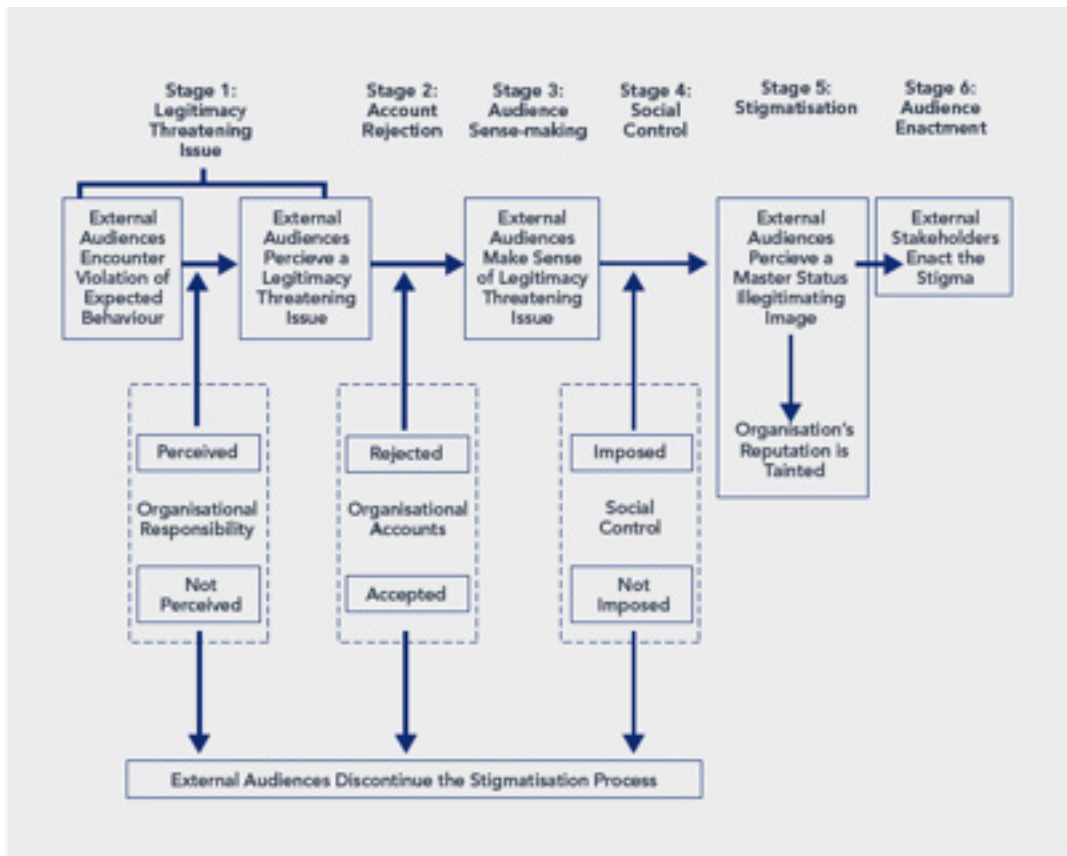 Stage 1:
Legitimacy
Threatening
Issue
Stage 2:
Account
Rejection
Stage 3:
Audience
Sense-making
Stage 4:
Social
Control
Stage 5:
Stigmatisation
Stage 6:
Audience
Enactment
External
Audiences
Encounter
Violation of
Expected
Behaviour
External
Audiences
Percieve a
Legitimacy
Threatening
Issue
External
Audiences
Make Sense
of Legitimacy
Threatening
Issue
External
Audiences
Percieve a
Master Status
Illegitimating
Image
Organisation's
Reputation is
Tainted
External
Stakeholders
Enact the
Stigma
Perceived
Organisational
Responsibility
Not
Perceived
Rejected
Organisational
Accounts
Accepted
Imposed
Social
Control
Not
Imposed
External Audiences Discontinue the Stigmatisation Process